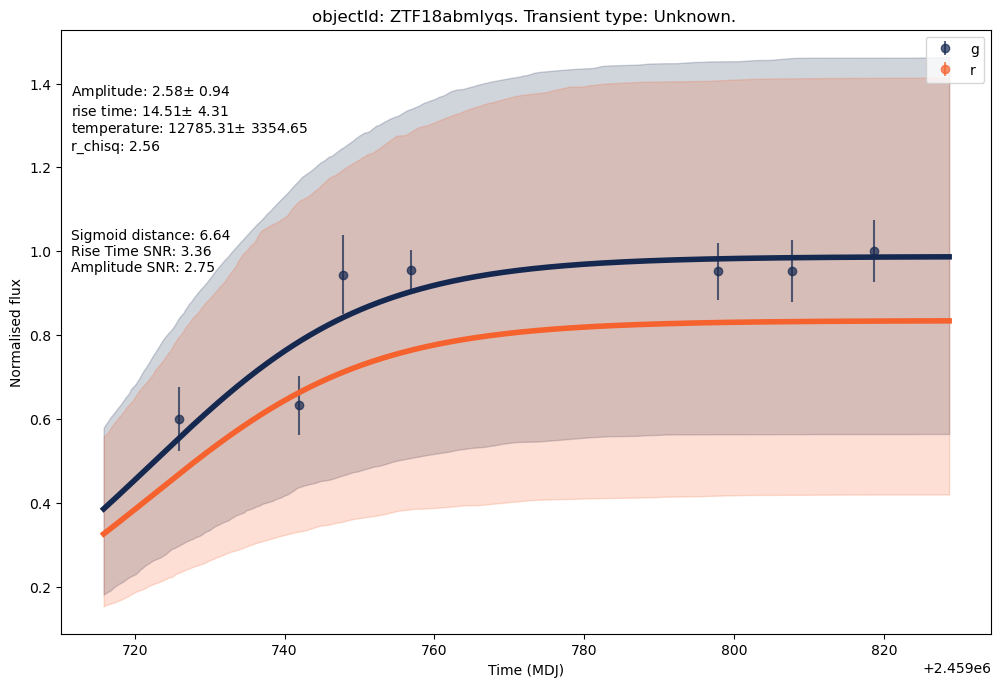 objectId: ZTF18abmlyqs. Transient type: Unknown.
g
r
Amplitude: 2.58± 0.94
rise time: 14.51± 4.31
temperature: 12785.31± 3354.65
r_chisq: 2.56
Sigmoid distance: 6.64
Rise Time SNR: 3.36
Amplitude SNR: 2.75
Normalised flux
1.4
1.2
1.0
0.8
0.6
0.4
0.2
720 740 760 780 800 820
Time (MDJ)
+2.459e6